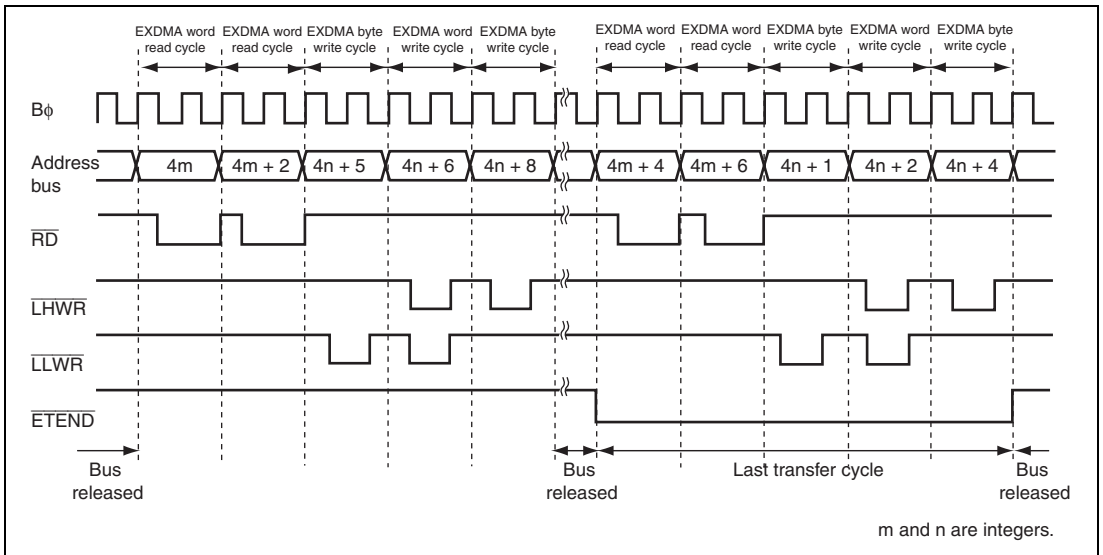 EXDMA word read cycle
EXDMA word read cycle
EXDMA byte write cycle
EXDMA word write cycle
EXDMA byte write cycle
EXDMA word read cycle
EXDMA word read cycle
EXDMA byte write cycle
EXDMA word write cycle
EXDMA byte write cycle
Bϕ
Address bus
4m
4m + 2
4n + 5
4n + 6
4n + 8
4m + 4
4m + 6
4n + 1
4n + 2
4n + 4
RD
LHWR
LLWR
ETEND
Bus released
Bus released
Last transfer cycle
Bus released
m and n are integers.